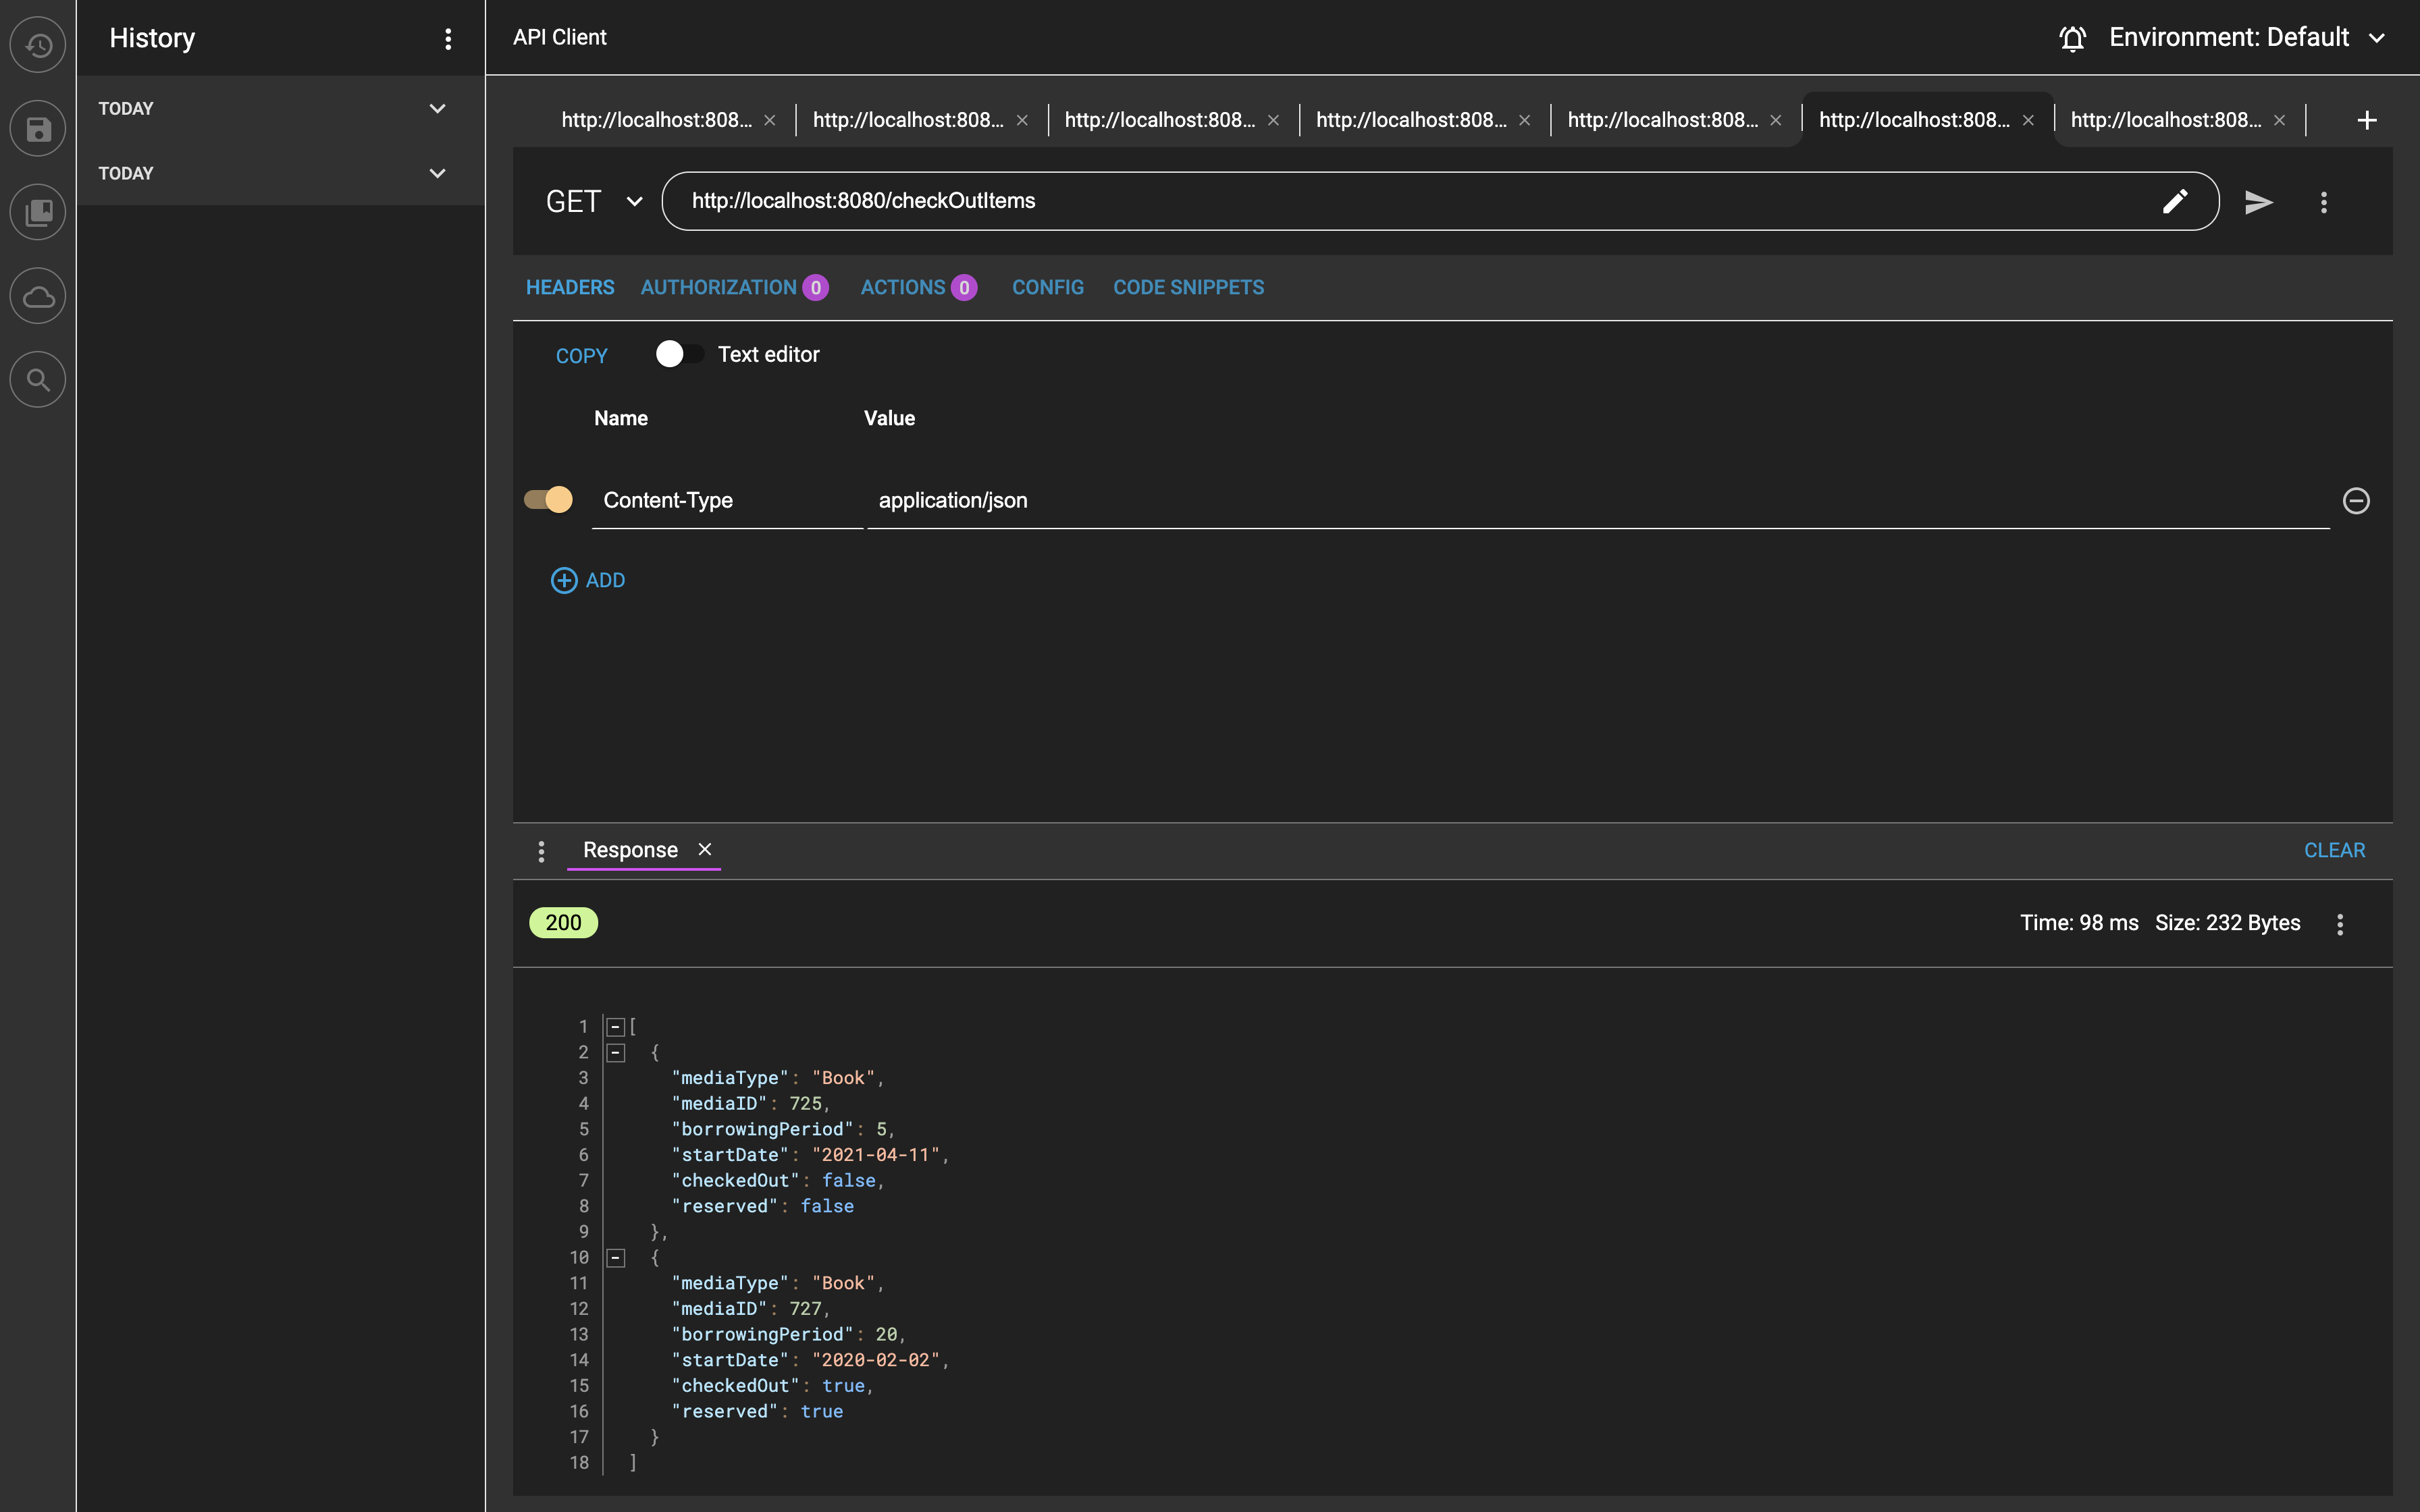 History
TODAY
TODAY
API Client
Environment: Default
http://localhost:808...
http://localhost:808...
http://localhost:808...
http://localhost:808...
http://localhost:808...
http://localhost:808...
http://localhost:808...
GET http://localhost:8080/checkOutItems
HEADERS AUTHORIZATION 0 ACTIONS 0 CONFIG CODE SNIPPETS
COPY Text editor
Name Value
Content-Type application/json
ADD
Response CLEAR
200 Time: 98 ms Size: 232 Bytes
1 [
2 {
3 "mediaType": "Book",
4 "mediaID": 725,
5 "borrowingPeriod": 5,
6 "startDate": "2021-04-11",
7 "checkedOut": false,
8 "reserved": false
9 },
10 {
11 "mediaType": "Book",
12 "mediaID": 727,
13 "borrowingPeriod": 20,
14 "startDate": "2020-02-02",
15 "checkedOut": true,
16 "reserved": true
17 }
18 ]